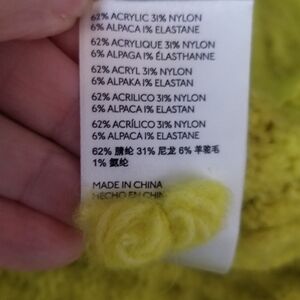 62% ACRYLIC 31% NYLON
6% ALPACA 1% ELASTANE
62% ACRYLIQUE 31% NYLON
6% ALPAGA 1% ÉLASTHANNE
62% ACRYL 31% NYLON
6% ALPAKA 1% ELASTAN
62% ACRILICO 31% NYLON
6% ALPACA 1% ELASTAN
62% ACRÍLICO 31% NYLON
6% ALPACA 1% ELASTANE
62% 腈纶 31% 尼龙 6% 羊驼毛
1% 氨纶
MADE IN CHINA
HECHO EN CHINA